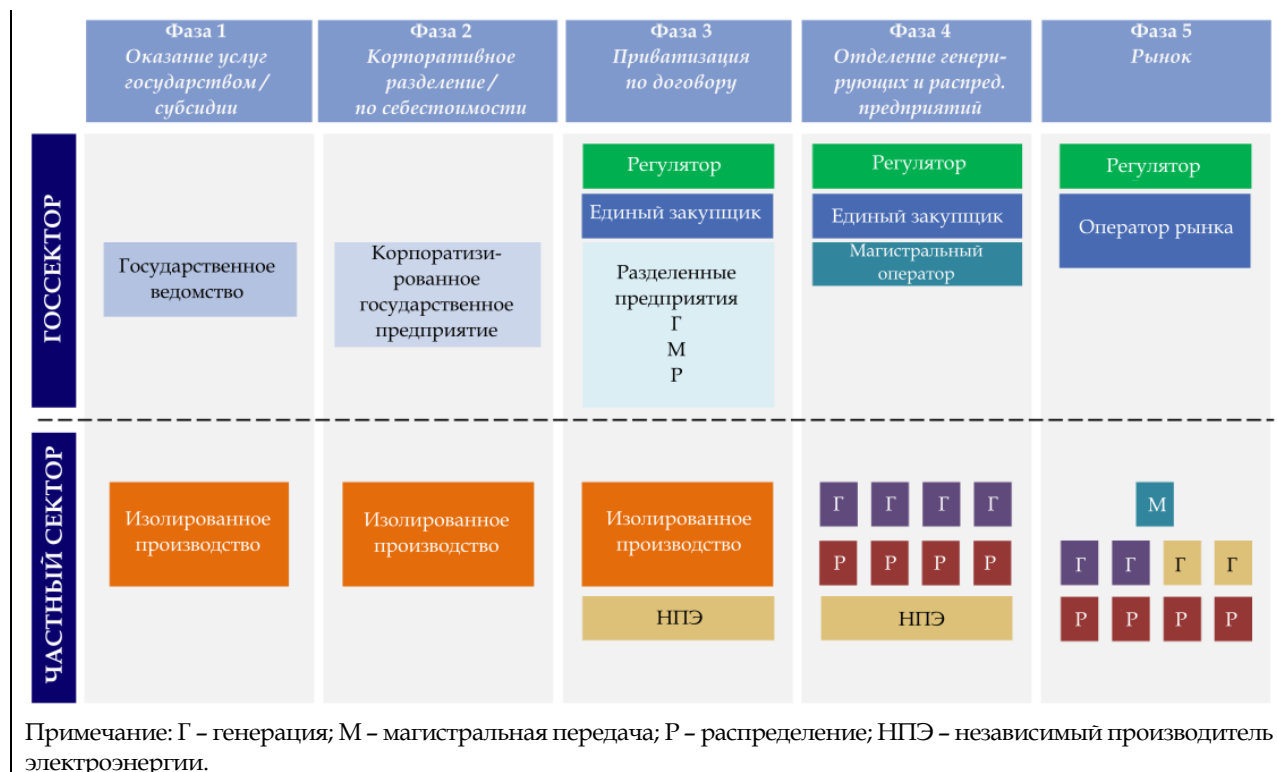 Фаза 1
Оказание услуг
государством /
субсидии
Фаза 2
Корпоративное
разделение /
по себестоимости
Фаза 3
Приватизация
по договору
Фаза 4
Отделение генери-
рующих и распред.
предприятий
Фаза 5
Рынок
ГОССЕКТОР
Государственное
ведомство
Корпоратизи-
рованное
государственное
предприятие
Регулятор
Единый закупщик
Разделенные
предприятия
Г
М
Р
Регулятор
Единый закупщик
Магистральный
оператор
Регулятор
Оператор рынка
ЧАСТНЫЙ СЕКТОР
Изолированное
производство
Изолированное
производство
Изолированное
производство
НПЭ
Г Г Г Г
Р Р Р Р
НПЭ
М
Г Г Г Г
Р Р Р Р
Примечание: Г – генерация; М – магистральная передача; Р – распределение; НПЭ – независимый производитель
электроэнергии.